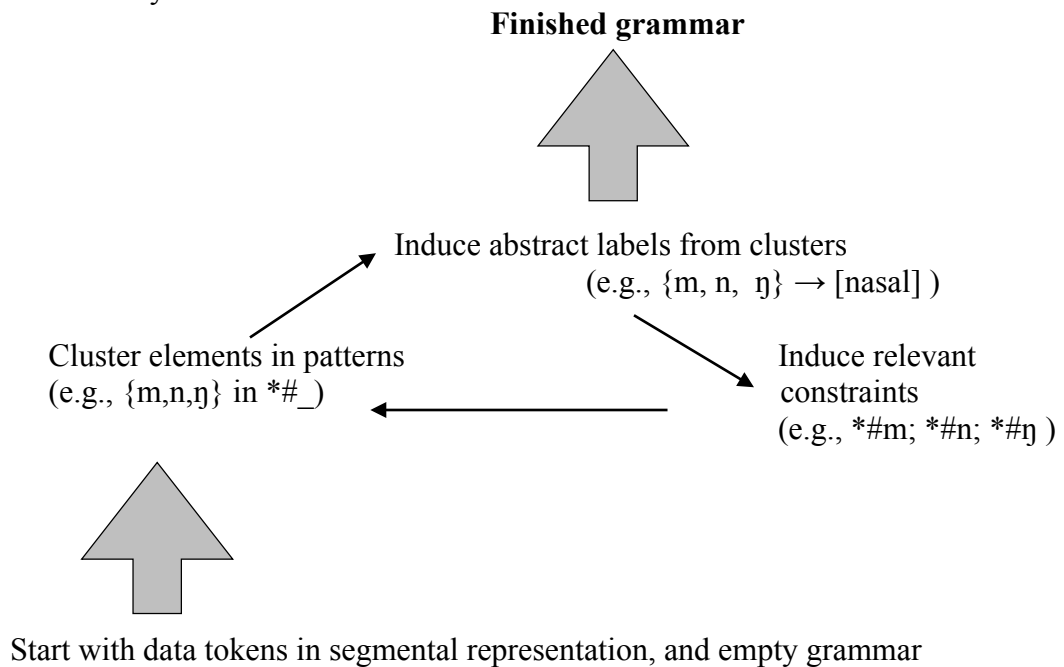 Finished grammar
Induce abstract labels from clusters
(e.g., {m, n, ŋ} → [nasal] )
Cluster elements in patterns
(e.g., {m,n,ŋ} in *#_)
Induce relevant
constraints
(e.g., *#m; *#n; *#ŋ )
Start with data tokens in segmental representation, and empty grammar